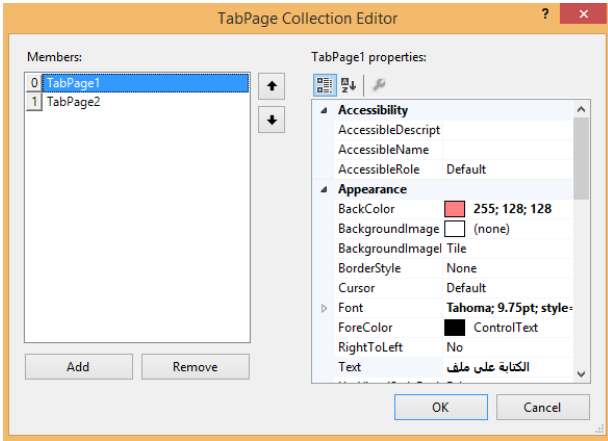 TabPage Collection Editor
?
Members:
0 TabPage1
1 TabPage2
Add
Remove
TabPage1 properties:
Accessibility
AccessibleDescript
AccessibleName
AccessibleRole Default
Appearance
BackColor 255; 128; 128
BackgroundImage (none)
BackgroundImageI Tile
BorderStyle None
Cursor Default
Font Tahoma; 9.75pt; style=
ForeColor ControlText
RightToLeft No
Text الكتابة على ملف
OK
Cancel